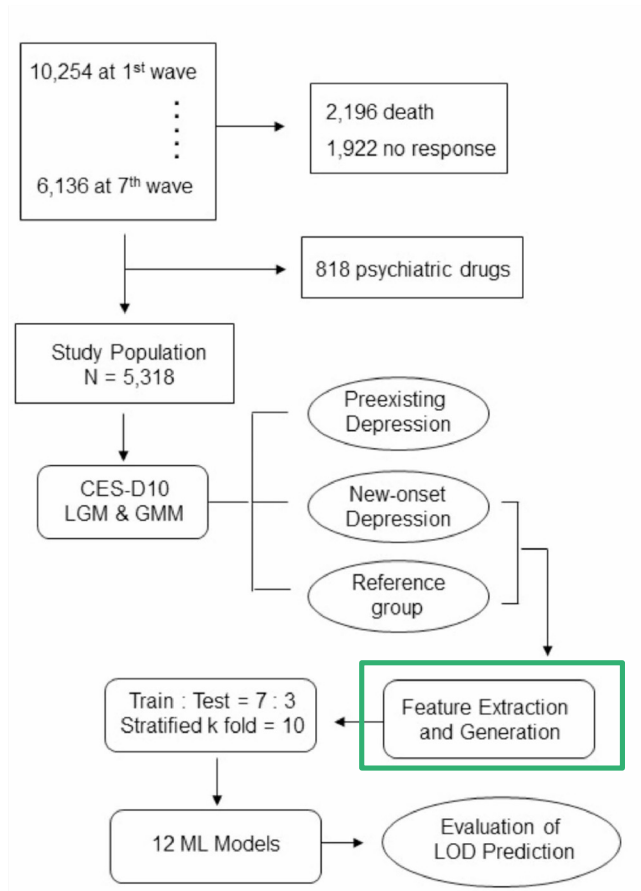 10,254 at 1st wave
2,196 death
1,922 no response
6,136 at 7th wave
818 psychiatric drugs
Study Population
N = 5,318
Preexisting
Depression
CES-D10
LGM & GMM
New-onset
Depression
Reference
group
Feature Extraction
and Generation
Train : Test = 7 : 3
Stratified k fold = 10
12 ML Models
Evaluation of
LOD Prediction